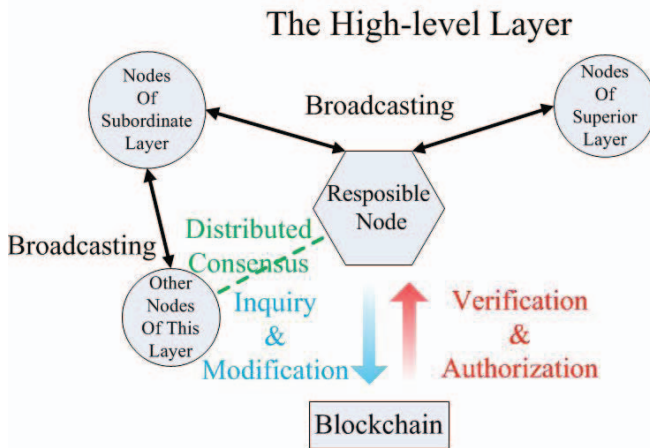 The High-level Layer
Nodes
Of
Subordinate
Layer
Broadcasting
Nodes
Of
Superior
Layer
Resposible
Node
Broadcasting
Distributed
Consensus
Other
Nodes
Of This
Layer
Inquiry
&
Modification
Verification
&
Authorization
Blockchain